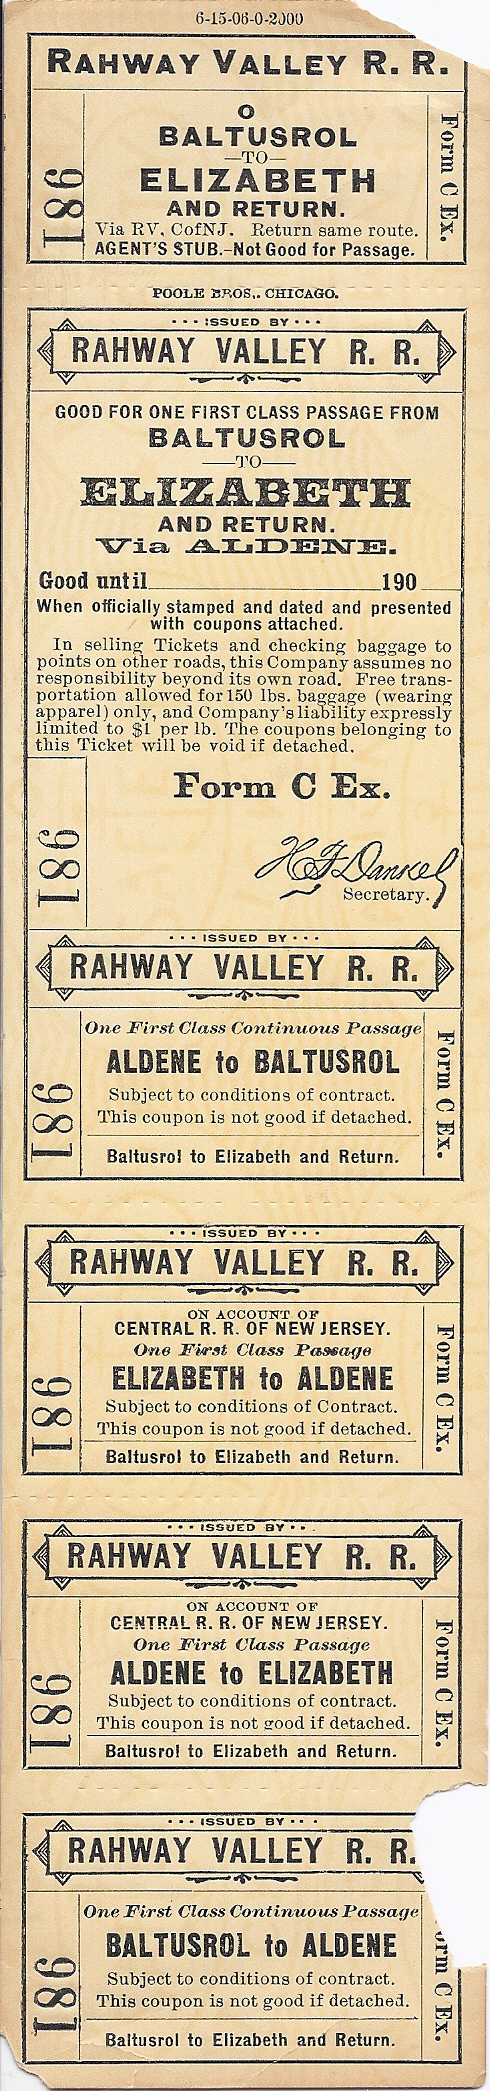 6-15-06-0-2000
RAHWAY VALLEY R. R.
O
BALTUSROL
—TO—
ELIZABETH
AND RETURN.
Via RV, CofNJ. Return same route.
AGENT'S STUB.-Not Good for Passage.
186
Form C Ex.
POOLE BROS., CHICAGO.
ISSUED BY
RAHWAY VALLEY R. R.
GOOD FOR ONE FIRST CLASS PASSAGE FROM
BALTUSROL
—TO—
ELIZABETH
AND RETURN.
Via ALDENE.
Good until 190
When officially stamped and dated and presented
with coupons attached.
In selling Tickets and checking baggage to
points on other roads, this Company assumes no
responsibility beyond its own road. Free trans-
portation allowed for 150 lbs. baggage (wearing
apparel) only, and Company's liability expressly
limited to $1 per lb. The coupons belonging to
this Ticket will be void if detached.
Form C Ex.
186
Secretary.
ISSUED BY
RAHWAY VALLEY R. R.
One First Class Continuous Passage
ALDENE to BALTUSROL
Subject to conditions of contract.
This coupon is not good if detached.
Baltusrol to Elizabeth and Return.
186
Form C Ex.
ISSUED BY
RAHWAY VALLEY R. R.
ON ACCOUNT OF
CENTRAL R. R. OF NEW JERSEY.
One First Class Passage
ELIZABETH to ALDENE
Subject to conditions of Contract.
This coupon is not good if detached.
Baltusrol to Elizabeth and Return.
186
Form C Ex.
ISSUED BY
RAHWAY VALLEY R. R.
ON ACCOUNT OF
CENTRAL R. R. OF NEW JERSEY.
One First Class Passage
ALDENE to ELIZABETH
Subject to conditions of contract.
This coupon is not good if detached.
Baltusrol to Elizabeth and Return.
186
Form C Ex.
ISSUED BY
RAHWAY VALLEY R. R.
One First Class Continuous Passage
BALTUSROL to ALDENE
Subject to conditions of contract.
This coupon is not good if detached.
Baltusrol to Elizabeth and Return.
186
orm C Ex.